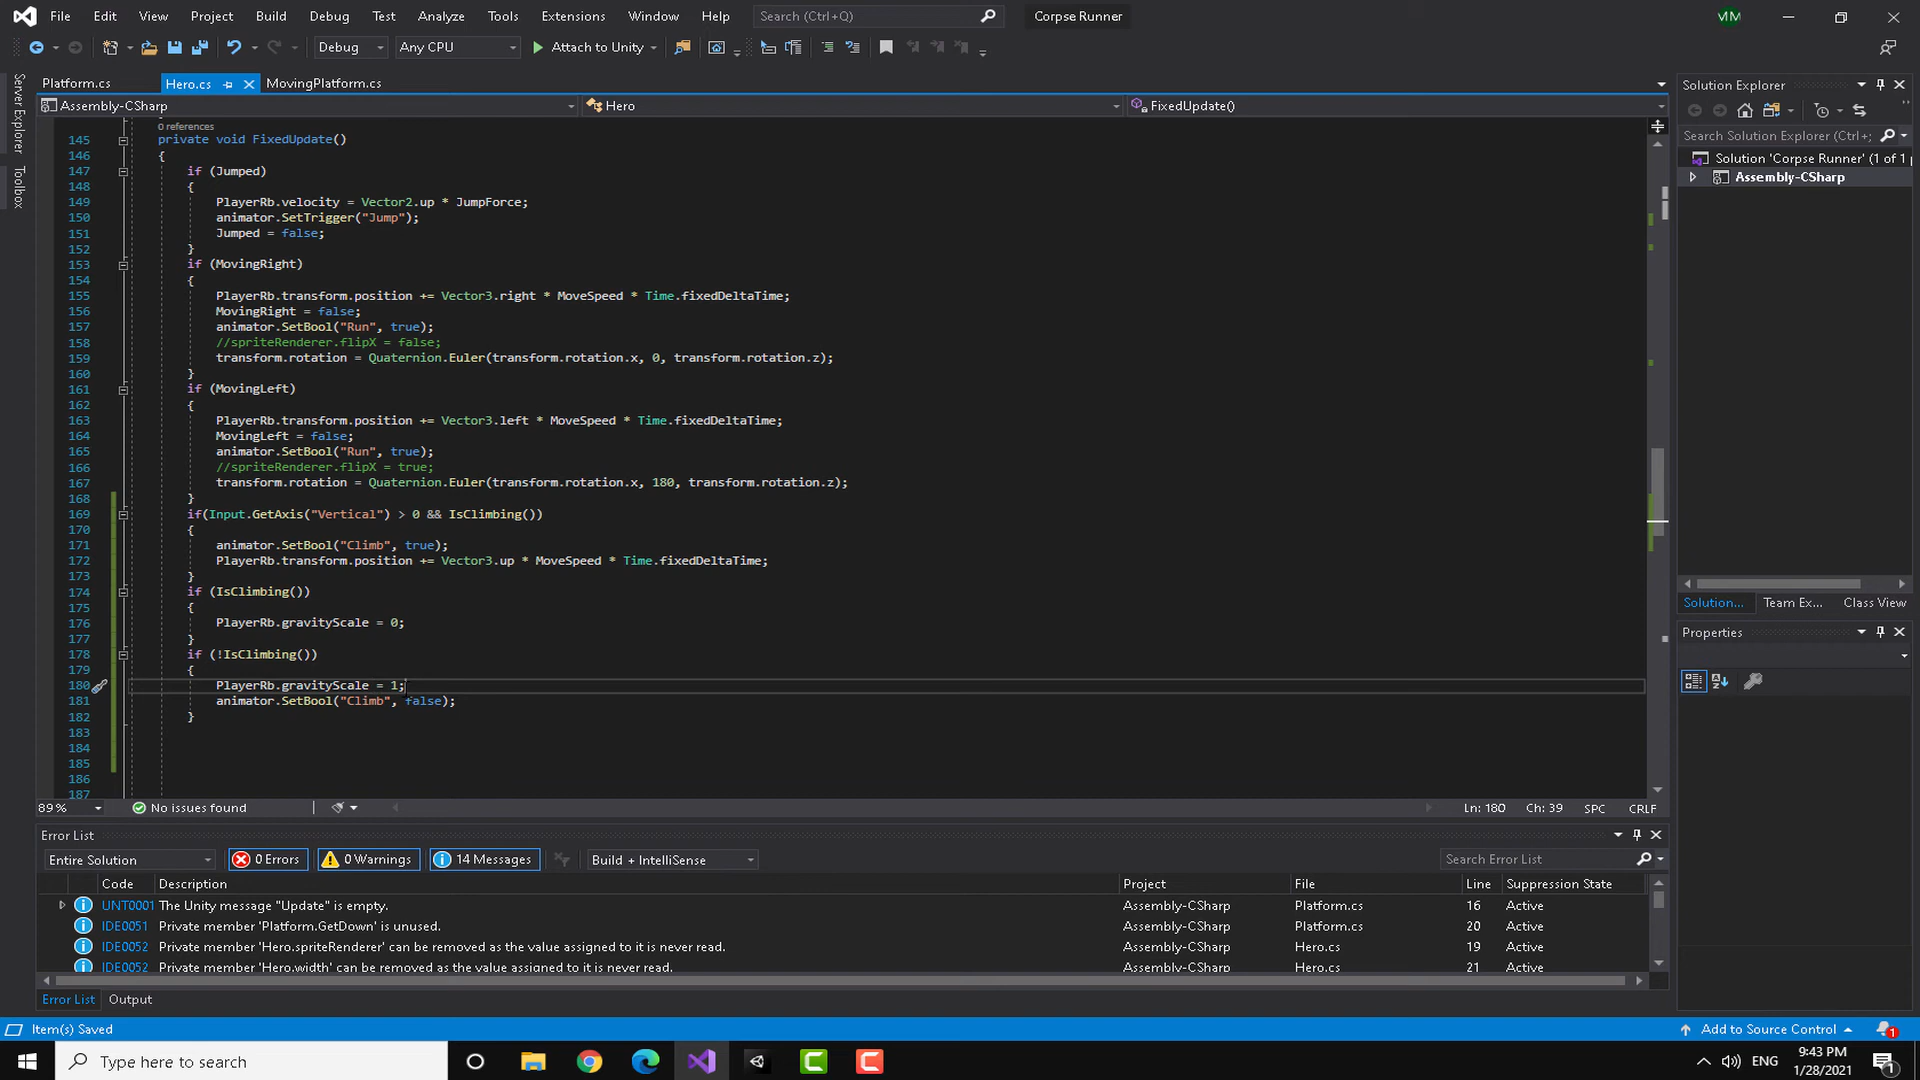 File Edit View Project Build Debug Test Analyze Tools Extensions Window Help Search (Ctrl+Q) Corpse Runner VM
Debug Any CPU Attach to Unity
Platform.cs Hero.cs MovingPlatform.cs
Assembly-CSharp Hero FixedUpdate()
0 references
145 private void FixedUpdate()
146 {
147 if (Jumped)
148 {
149 PlayerRb.velocity = Vector2.up * JumpForce;
150 animator.SetTrigger("Jump");
151 Jumped = false;
152 }
153 if (MovingRight)
154 {
155 PlayerRb.transform.position += Vector3.right * MoveSpeed * Time.fixedDeltaTime;
156 MovingRight = false;
157 animator.SetBool("Run", true);
158 //spriteRenderer.flipX = false;
159 transform.rotation = Quaternion.Euler(transform.rotation.x, 0, transform.rotation.z);
160 }
161 if (MovingLeft)
162 {
163 PlayerRb.transform.position += Vector3.left * MoveSpeed * Time.fixedDeltaTime;
164 MovingLeft = false;
165 animator.SetBool("Run", true);
166 //spriteRenderer.flipX = true;
167 transform.rotation = Quaternion.Euler(transform.rotation.x, 180, transform.rotation.z);
168 }
169 if(Input.GetAxis("Vertical") > 0 && IsClimbing())
170 {
171 animator.SetBool("Climb", true);
172 PlayerRb.transform.position += Vector3.up * MoveSpeed * Time.fixedDeltaTime;
173 }
174 if (IsClimbing())
175 {
176 PlayerRb.gravityScale = 0;
177 }
178 if (!IsClimbing())
179 {
180 PlayerRb.gravityScale = 1;
181 animator.SetBool("Climb", false);
182 }
183
184
185
186
187
89 % No issues found Ln: 180 Ch: 39 SPC CRLF
Error List
Entire Solution 0 Errors 0 Warnings 14 Messages Build + IntelliSense Search Error List
Code Description Project File Line Suppression State
UNT0001 The Unity message "Update" is empty. Assembly-CSharp Platform.cs 16 Active
IDE0051 Private member 'Platform.GetDown' is unused. Assembly-CSharp Platform.cs 20 Active
IDE0052 Private member 'Hero.spriteRenderer' can be removed as the value assigned to it is never read. Assembly-CSharp Hero.cs 19 Active
IDE0052 Private member 'Hero.width' can be removed as the value assigned to it is never read. Assembly-CSharp Hero.cs 21 Active
Error List Output
Server Explorer
Toolbox
Solution Explorer
Search Solution Explorer (Ctrl+;
Solution 'Corpse Runner' (1 of 1 p
Assembly-CSharp
Solution... Team Ex... Class View
Properties
Item(s) Saved Add to Source Control 1
Type here to search ENG 9:43 PM 1/28/2021 1